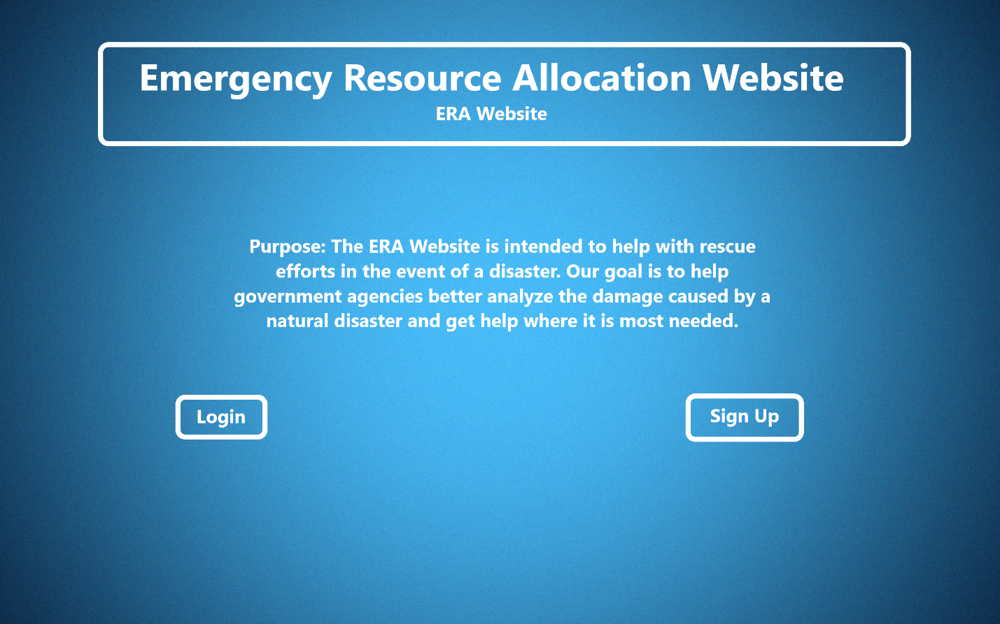 Emergency Resource Allocation Website
ERA Website
Purpose: The ERA Website is intended to help with rescue
efforts in the event of a disaster. Our goal is to help
government agencies better analyze the damage caused by a
natural disaster and get help where it is most needed.
Login
Sign Up